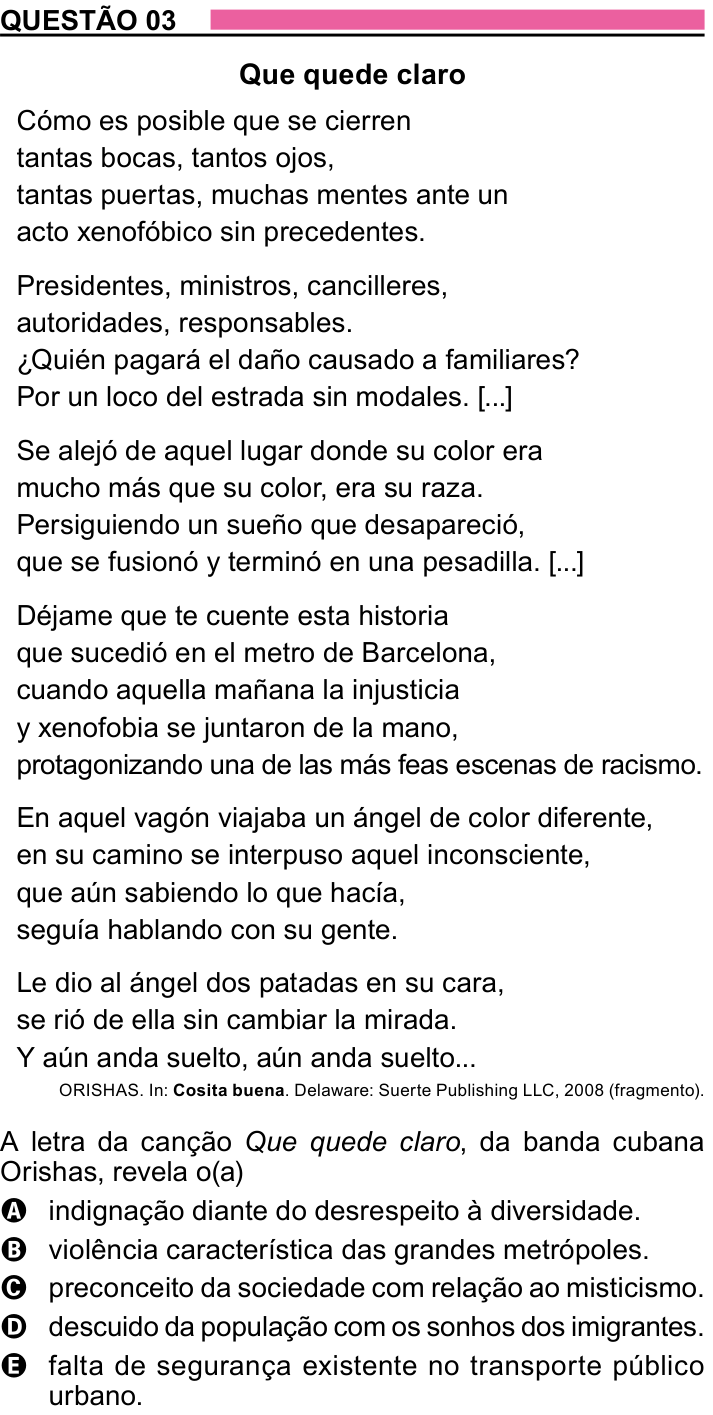 QUESTÃO 03
Que quede claro
Cómo es posible que se cierren
tantas bocas, tantos ojos,
tantas puertas, muchas mentes ante un
acto xenofóbico sin precedentes.
Presidentes, ministros, cancilleres,
autoridades, responsables.
¿Quién pagará el daño causado a familiares?
Por un loco del estrada sin modales. [...]
Se alejó de aquel lugar donde su color era
mucho más que su color, era su raza.
Persiguiendo un sueño que desapareció,
que se fusionó y terminó en una pesadilla. [...]
Déjame que te cuente esta historia
que sucedió en el metro de Barcelona,
cuando aquella mañana la injusticia
y xenofobia se juntaron de la mano,
protagonizando una de las más feas escenas de racismo.
En aquel vagón viajaba un ángel de color diferente,
en su camino se interpuso aquel inconsciente,
que aún sabiendo lo que hacía,
seguía hablando con su gente.
Le dio al ángel dos patadas en su cara,
se rió de ella sin cambiar la mirada.
Y aún anda suelto, aún anda suelto...
ORISHAS. In: Cosita buena. Delaware: Suerte Publishing LLC, 2008 (fragmento).
A letra da canção Que quede claro, da banda cubana
Orishas, revela o(a)
A indignação diante do desrespeito à diversidade.
B violência característica das grandes metrópoles.
C preconceito da sociedade com relação ao misticismo.
D descuido da população com os sonhos dos imigrantes.
E falta de segurança existente no transporte público
urbano.